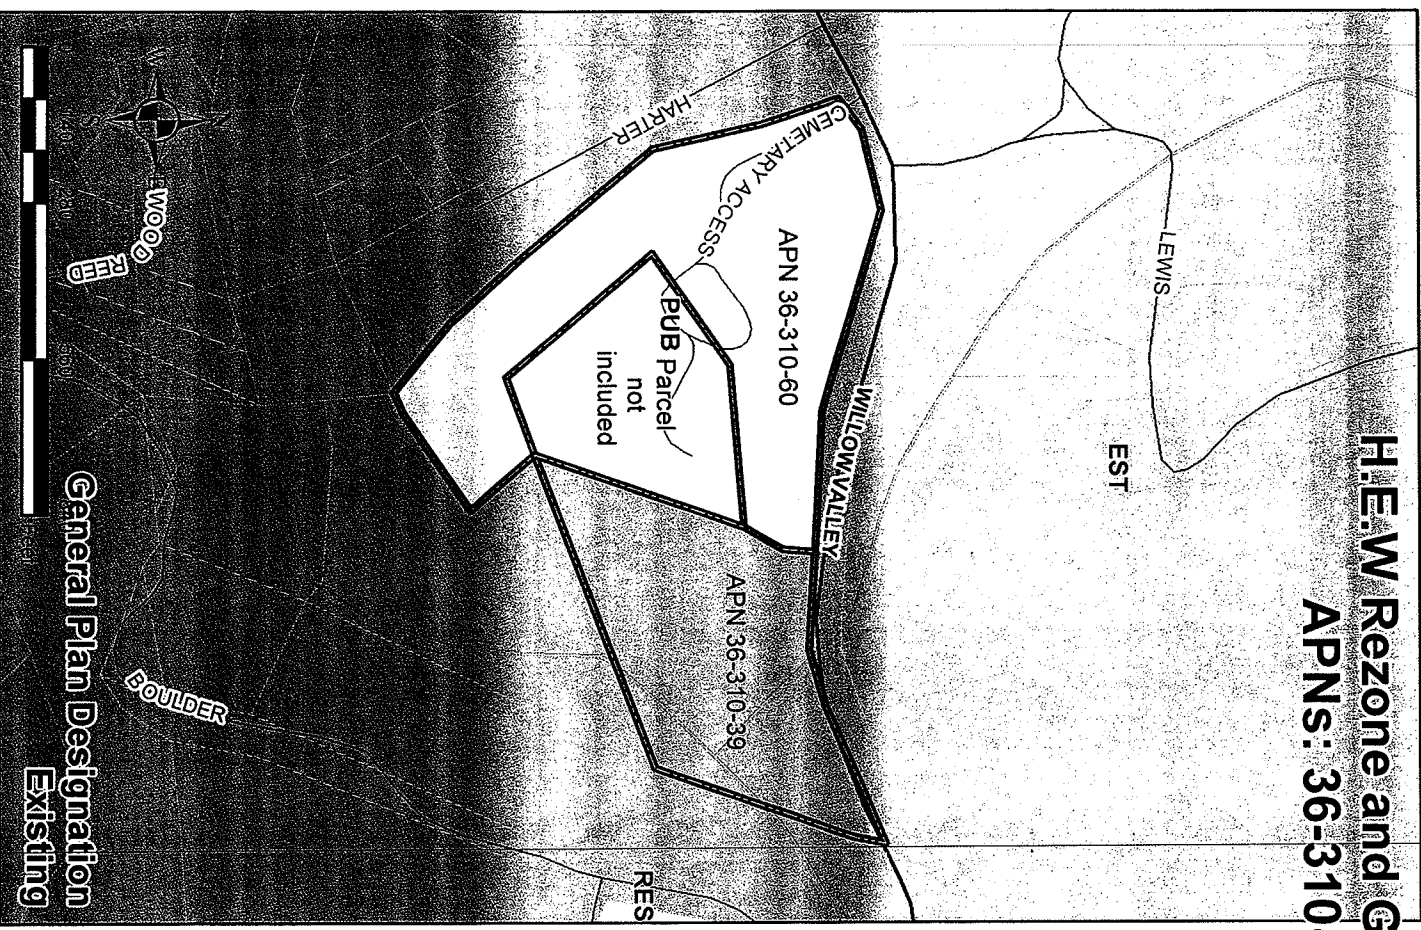 H.E.W Rezone and G
APNs: 36-310-
LEWIS
EST
WILLOW VALLEY
HARTER
CEMETARY ACCESS
APN 36-310-60
PUB Parcel
not
included
APN 36-310-39
RES
BOULDER
WOOD
REED
W
General Plan Designation
Existing